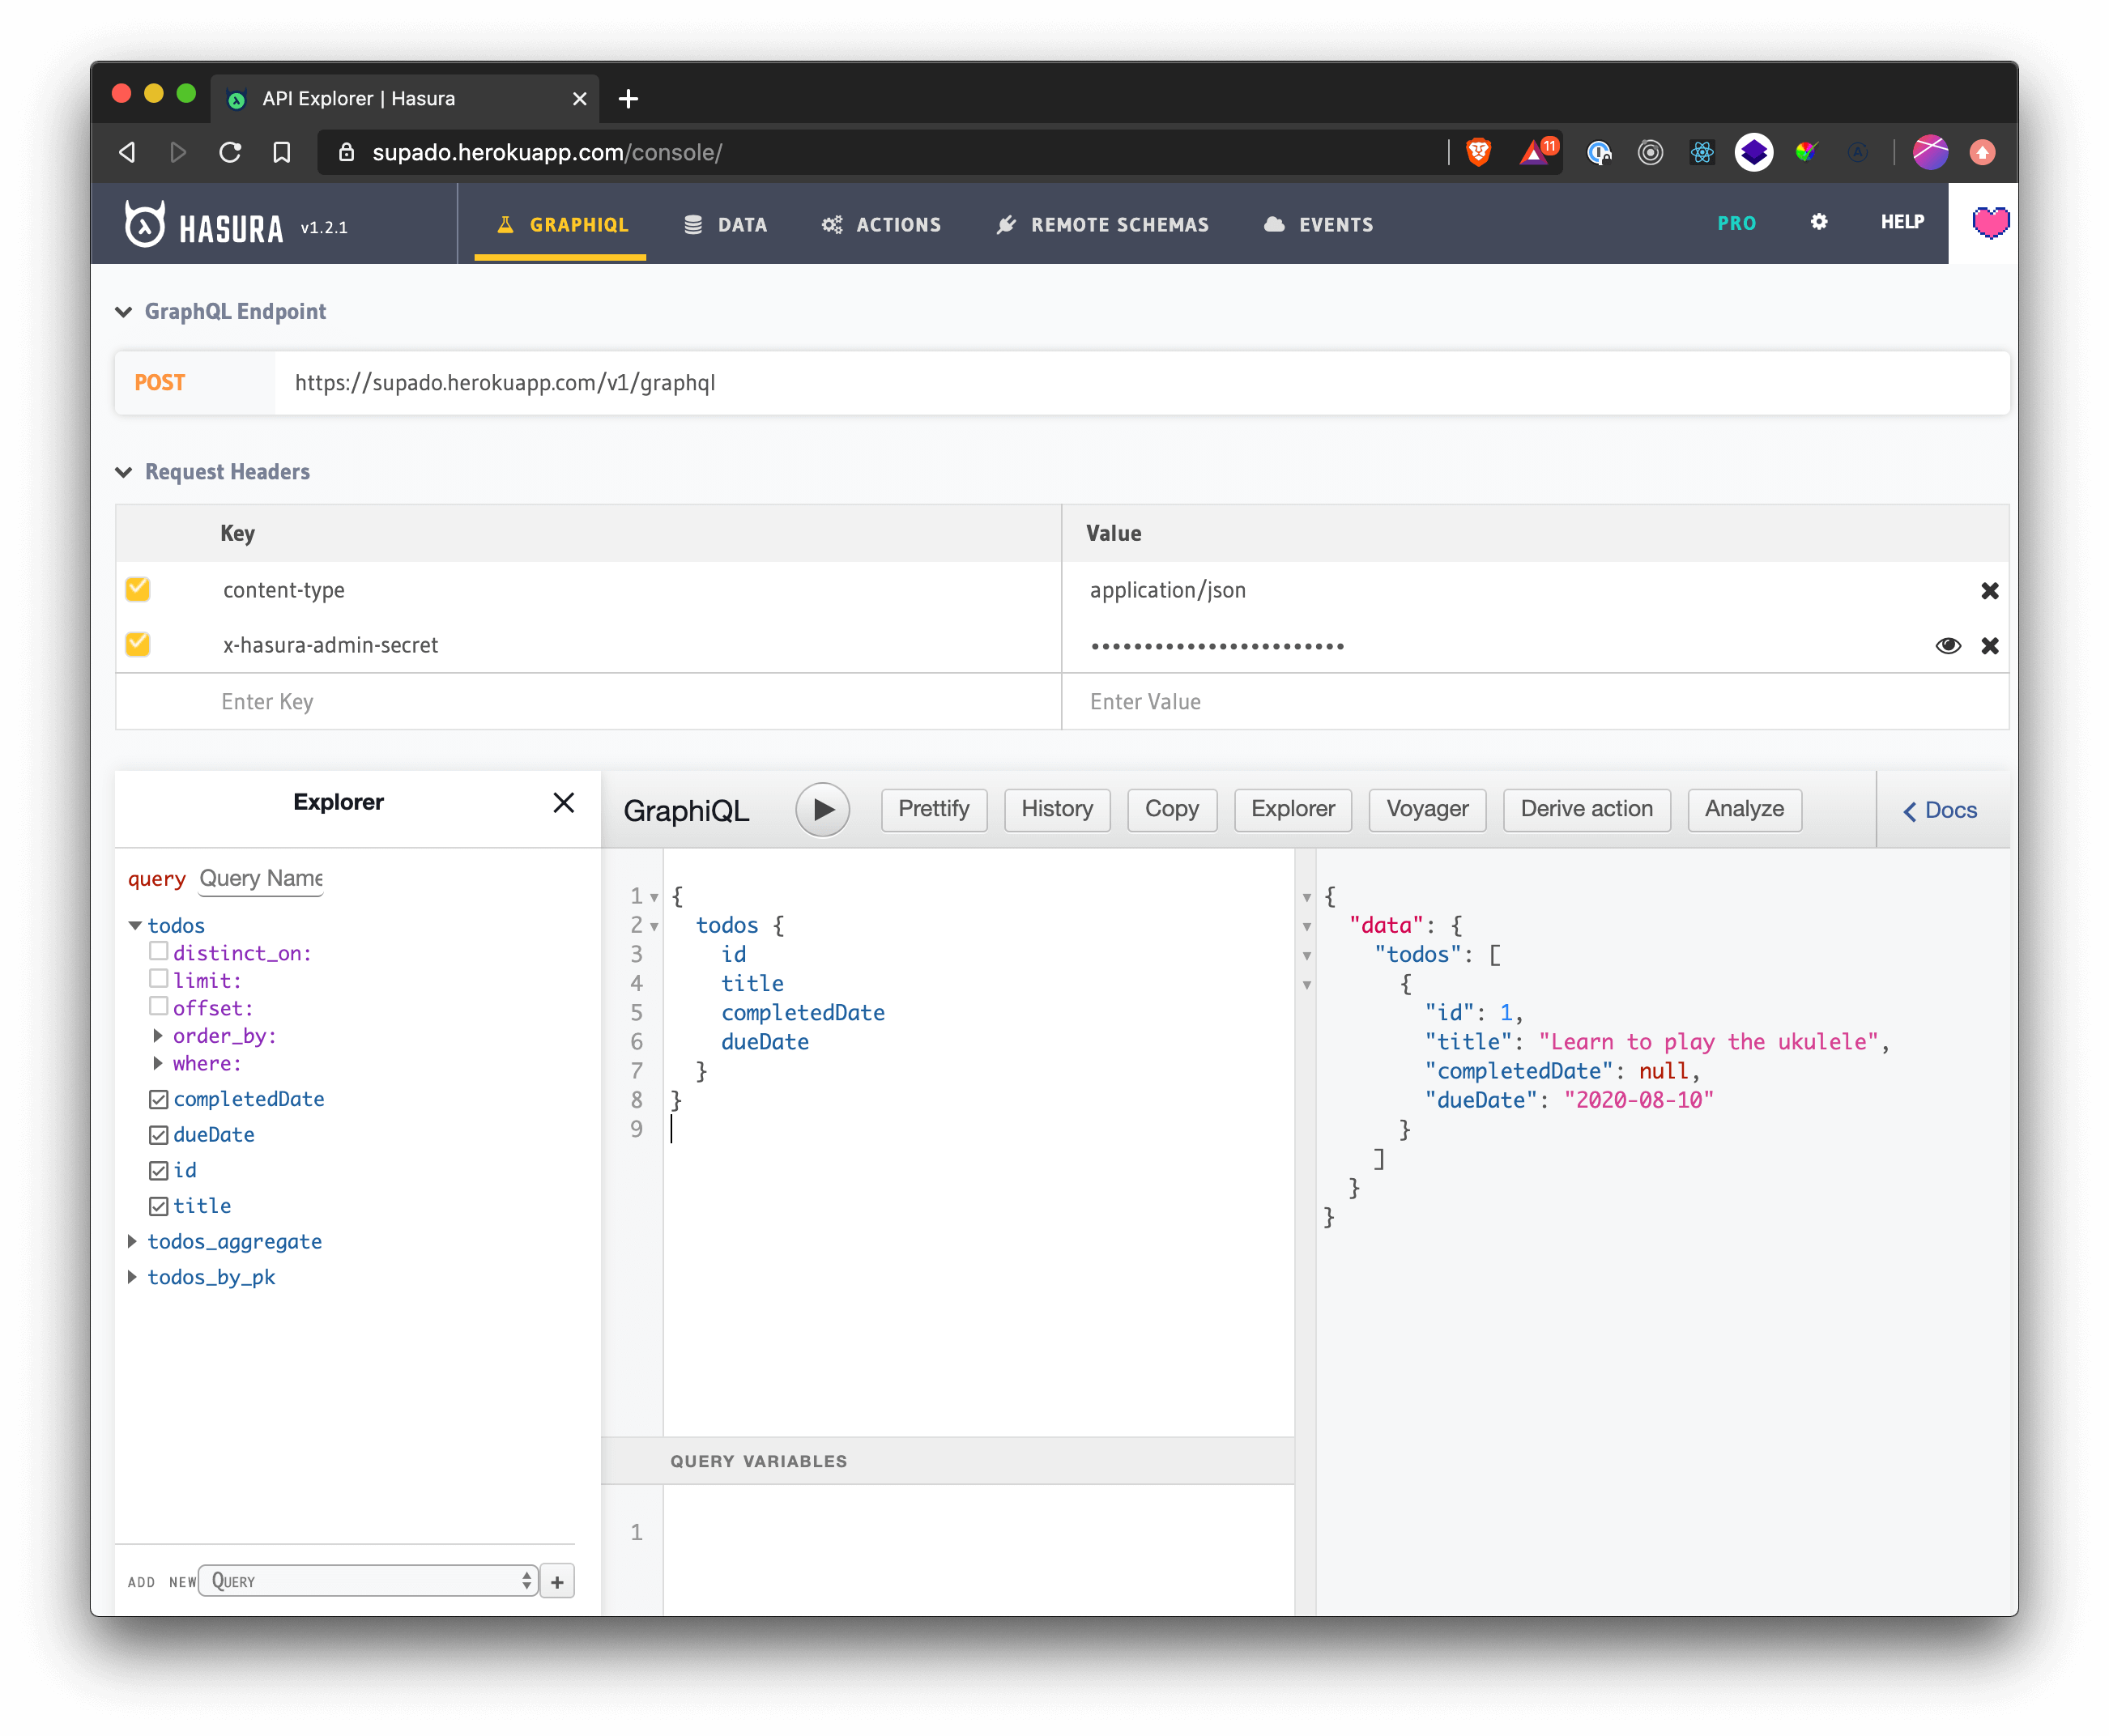 API Explorer | Hasura
supado.herokuapp.com/console/
11
HASURA v1.2.1
GRAPHIQL
DATA
ACTIONS
REMOTE SCHEMAS
EVENTS
PRO
HELP
GraphQL Endpoint
POST
https://supado.herokuapp.com/v1/graphql
Request Headers
Key
Value
content-type
application/json
x-hasura-admin-secret
••••••••••••••••••••••••
Enter Key
Enter Value
Explorer
query Query Name
todos
distinct_on:
limit:
offset:
order_by:
where:
completedDate
dueDate
id
title
todos_aggregate
todos_by_pk
ADD NEW Query +
GraphiQL
Prettify
History
Copy
Explorer
Voyager
Derive action
Analyze
Docs
1 {
2 todos {
3 id
4 title
5 completedDate
6 dueDate
7 }
8 }
9
QUERY VARIABLES
1
{
"data": {
"todos": [
{
"id": 1,
"title": "Learn to play the ukulele",
"completedDate": null,
"dueDate": "2020-08-10"
}
]
}
}